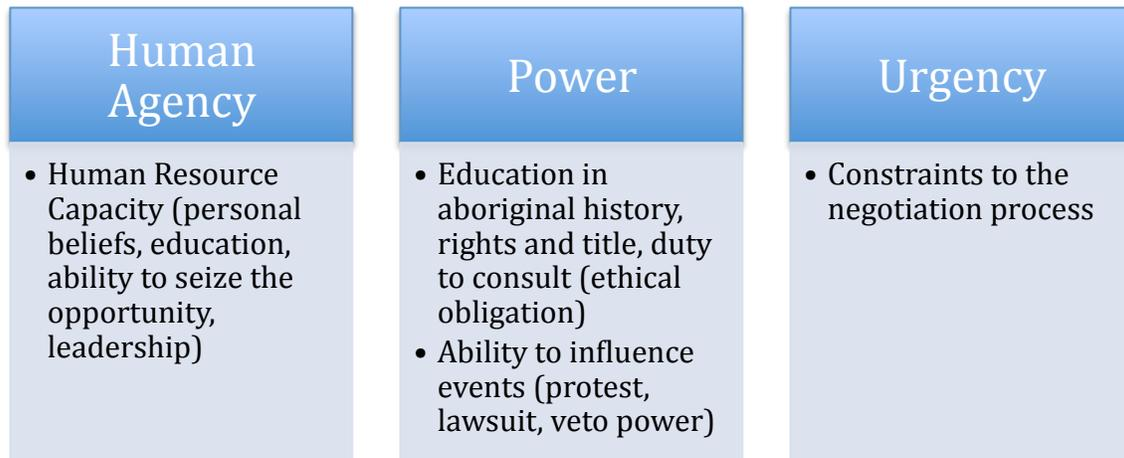 Human
Agency
• Human Resource
Capacity (personal
beliefs, education,
ability to seize the
opportunity,
leadership)
Power
• Education in
aboriginal history,
rights and title, duty
to consult (ethical
obligation)
• Ability to influence
events (protest,
lawsuit, veto power)
Urgency
• Constraints to the
negotiation process